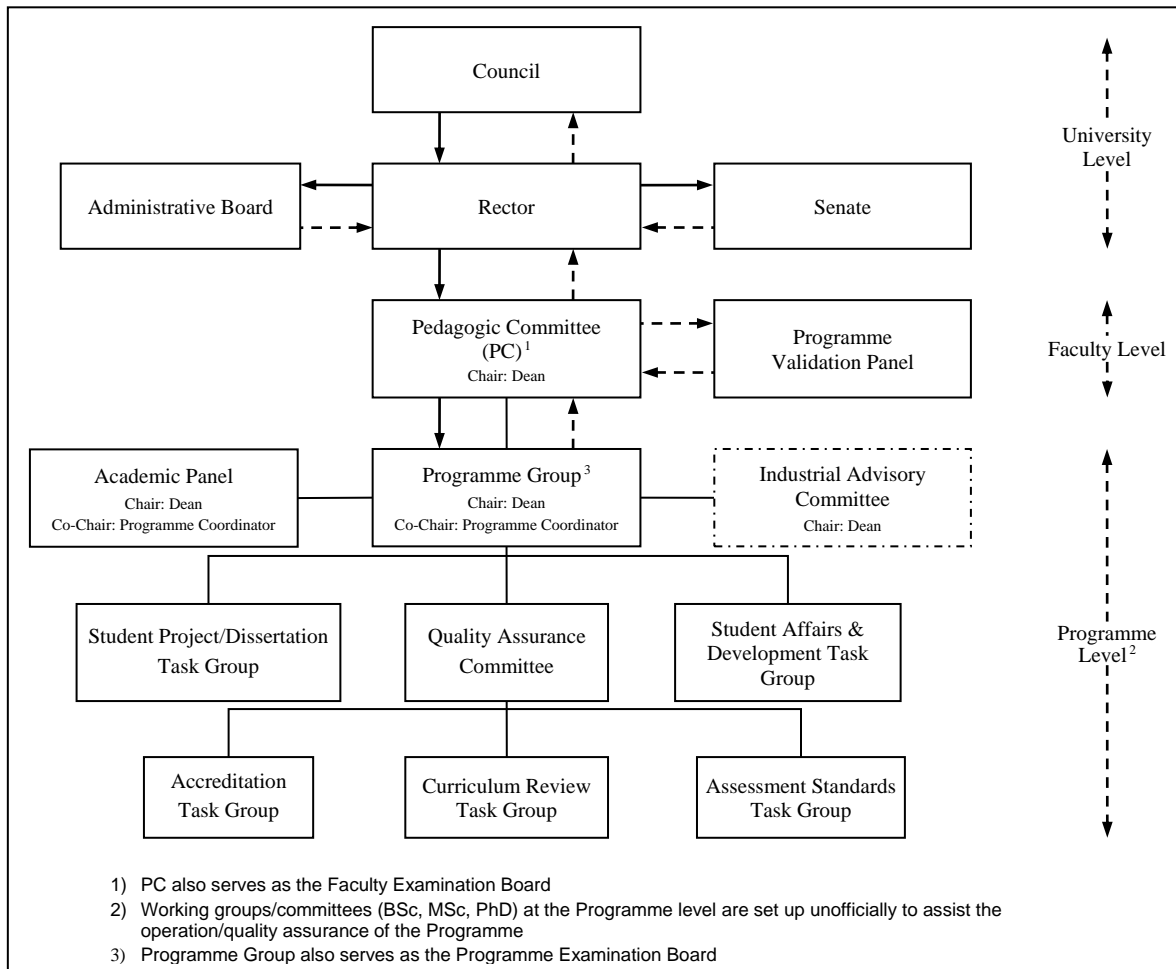 Council
University
Level
Administrative Board
Rector
Senate
Pedagogic Committee
(PC)1
Chair: Dean
Programme
Validation Panel
Faculty Level
Academic Panel
Chair: Dean
Co-Chair: Programme Coordinator
Programme Group3
Chair: Dean
Co-Chair: Programme Coordinator
Industrial Advisory
Committee
Chair: Dean
Student Project/Dissertation
Task Group
Quality Assurance
Committee
Student Affairs &
Development Task
Group
Programme
Level2
Accreditation
Task Group
Curriculum Review
Task Group
Assessment Standards
Task Group
1) PC also serves as the Faculty Examination Board
2) Working groups/committees (BSc, MSc, PhD) at the Programme level are set up unofficially to assist the
operation/quality assurance of the Programme
3) Programme Group also serves as the Programme Examination Board